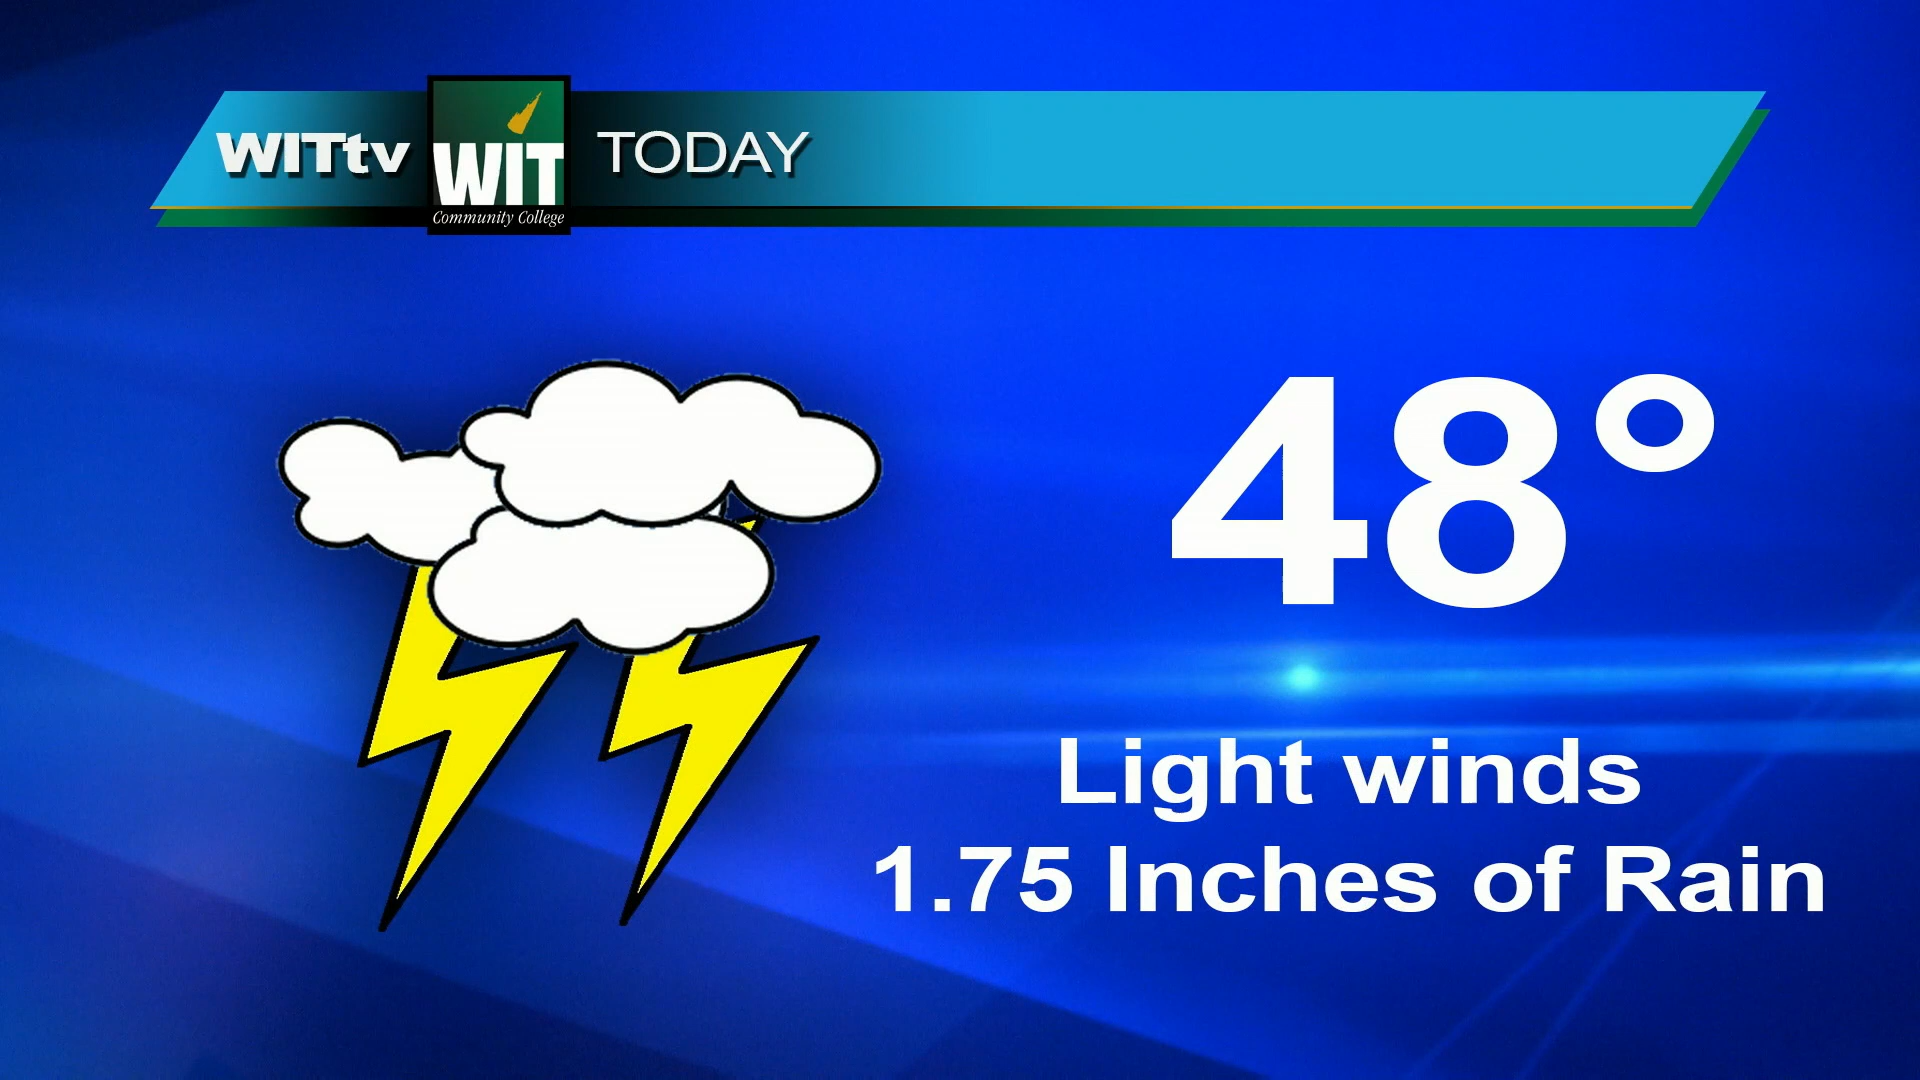 WITtv
WIT
Community College
TODAY
48°
Light winds
1.75 Inches of Rain